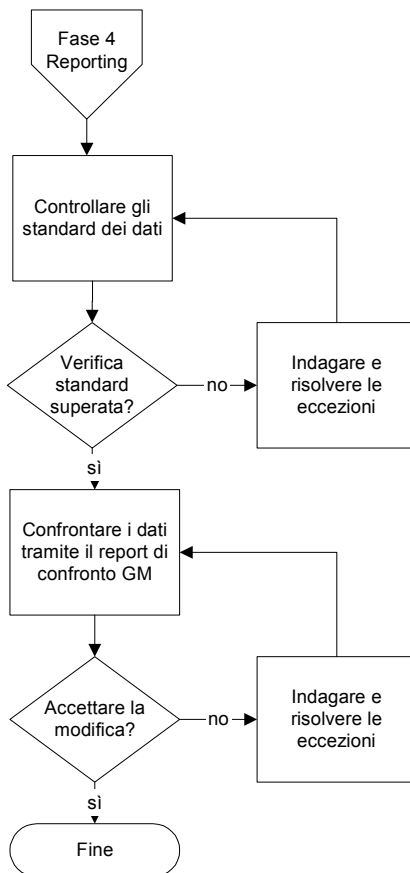 Fase 4
Reporting
Controllare gli
standard dei dati
Verifica
standard
superata?
no
Indagare e
risolvere le
eccezioni
sì
Confrontare i dati
tramite il report di
confronto GM
Accettare la
modifica?
no
Indagare e
risolvere le
eccezioni
sì
Fine